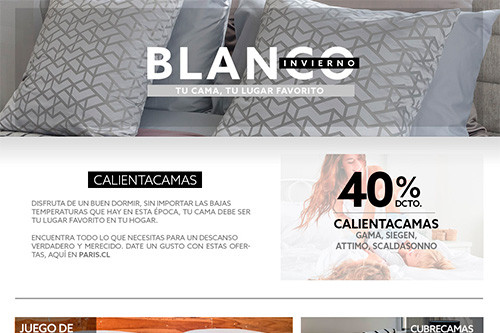 BLANCO
INVIERNO
TU CAMA, TU LUGAR FAVORITO
CALIENTACAMAS
DISFRUTA DE UN BUEN DORMIR, SIN IMPORTAR LAS BAJAS
TEMPERATURAS QUE HAY EN ESTA ÉPOCA, TU CAMA DEBE SER
TU LUGAR FAVORITO EN TU HOGAR.
ENCUENTRA TODO LO QUE NECESITAS PARA UN DESCANSO
VERDADERO Y MERECIDO. DATE UN GUSTO CON ESTAS OFER-
TAS, AQUÍ EN PARIS.CL
40%
DCTO.
CALIENTACAMAS
GAMA, SIEGEN,
ATTIMO, SCALDASONNO
JUEGO DE
CUBRECAMAS